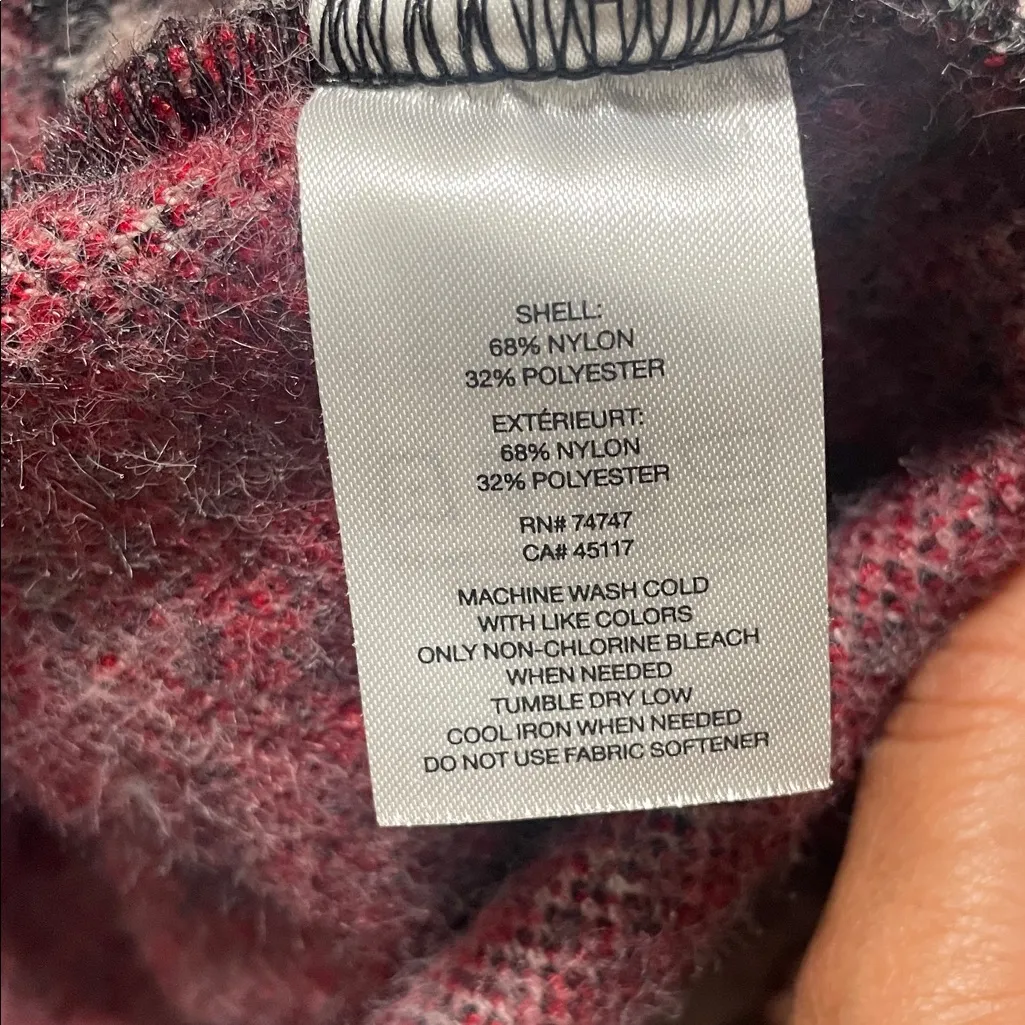 SHELL:
68% NYLON
32% POLYESTER
EXTÉRIEURT:
68% NYLON
32% POLYESTER
RN# 74747
CA# 45117
MACHINE WASH COLD
WITH LIKE COLORS
ONLY NON-CHLORINE BLEACH
WHEN NEEDED
TUMBLE DRY LOW
COOL IRON WHEN NEEDED
DO NOT USE FABRIC SOFTENER